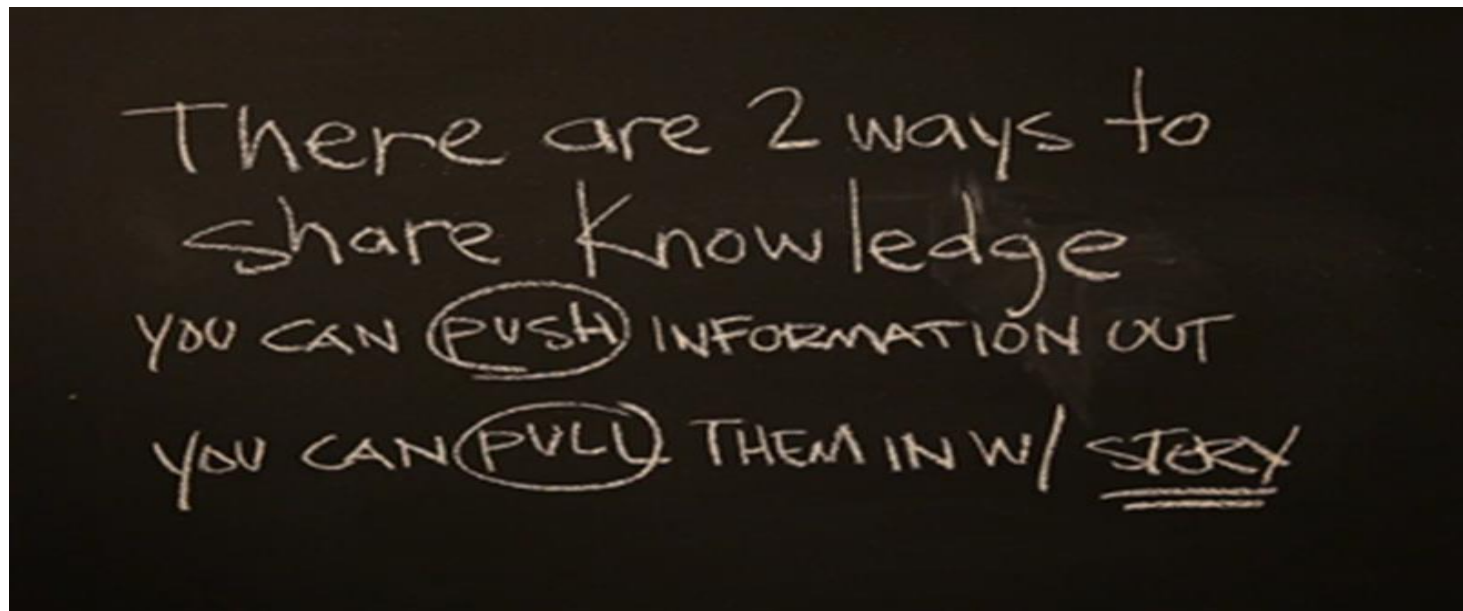 There are 2 ways to
share Knowledge
YOU CAN PUSH INFORMATION OUT
YOU CAN PULL THEM IN W/ STORY